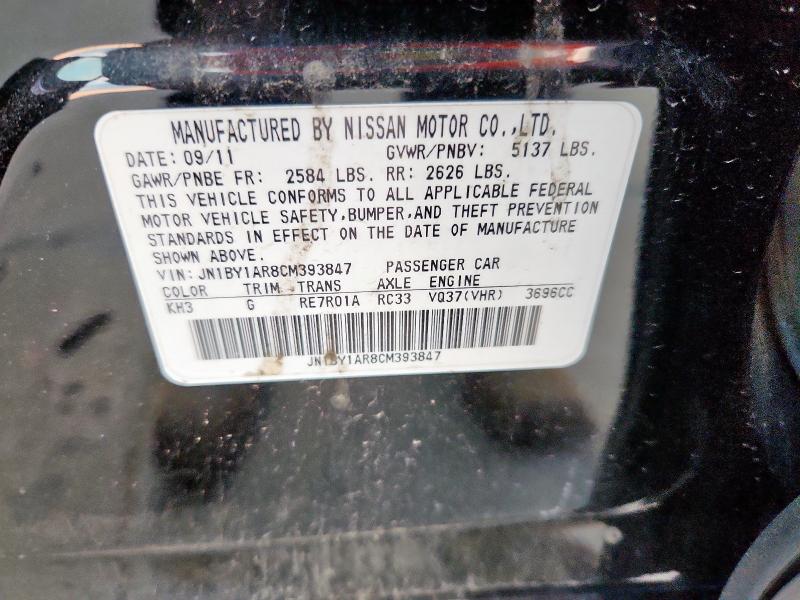 MANUFACTURED BY NISSAN MOTOR CO.,LTD.
DATE: 09/11 GVWR/PNBV: 5137 LBS.
GAWR/PNBE FR: 2584 LBS. RR: 2626 LBS.
THIS VEHICLE CONFORMS TO ALL APPLICABLE FEDERAL
MOTOR VEHICLE SAFETY,BUMPER,AND THEFT PREVENTION
STANDARDS IN EFFECT ON THE DATE OF MANUFACTURE
SHOWN ABOVE.
VIN: JN1BY1AR8CM393847 PASSENGER CAR
COLOR TRIM TRANS AXLE ENGINE
KH3 G RE7R01A RC33 VQ37(VHR) 3696CC
JN1BY1AR8CM393847